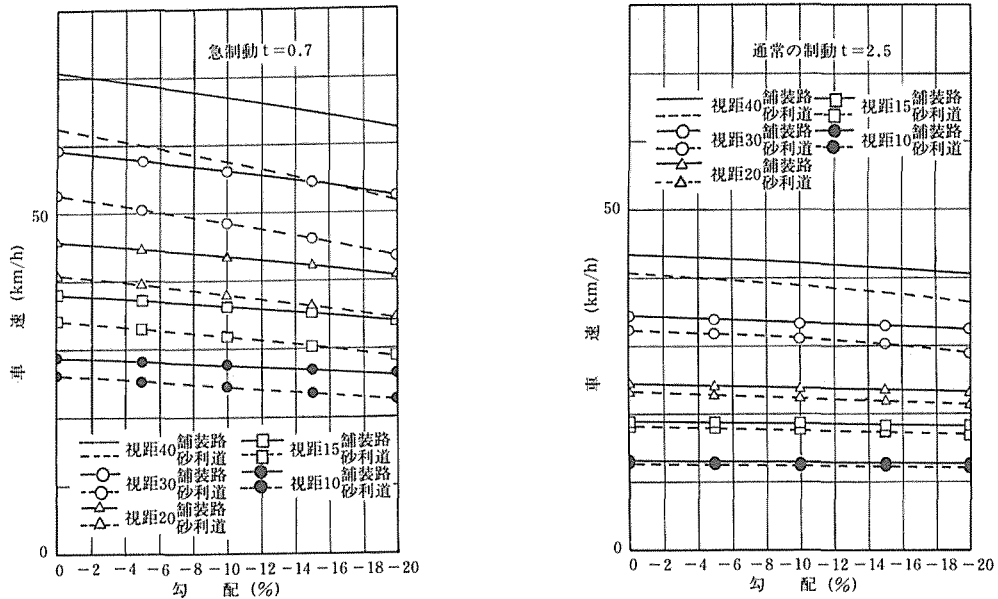 急制動 t=0.7
50
0
車 速 (km/h)
視距40 舗装路 砂利道
視距30 舗装路 砂利道
視距20 舗装路 砂利道
視距15 舗装路 砂利道
視距10 舗装路 砂利道
0 -2 -4 -6 -8 -10 -12 -14 -16 -18 -20
勾 配 (%)
通常の制動 t=2.5
視距40 舗装路 砂利道
視距30 舗装路 砂利道
視距20 舗装路 砂利道
視距15 舗装路 砂利道
視距10 舗装路 砂利道
50
0
車 速 (km/h)
0 -2 -4 -6 -8 -10 -12 -14 -16 -18 -20
勾 配 (%)